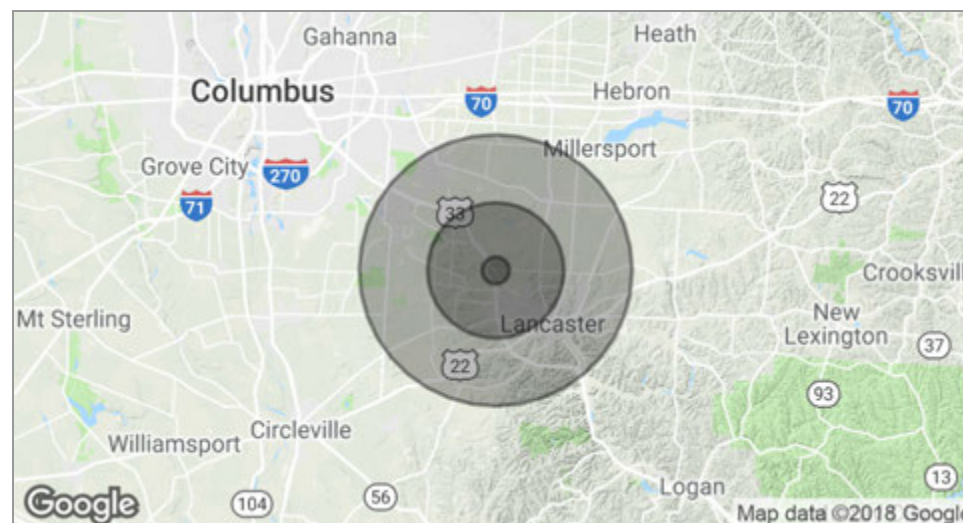 Gahanna
Heath
Columbus
70
Hebron
70
Millersport
Grove City
270
71
22
33
Crooksvill
Mt Sterling
Lancaster
New
Lexington
37
22
93
Williamsport
Circleville
13
Logan
104
56
Google
Map data ©2018 Google